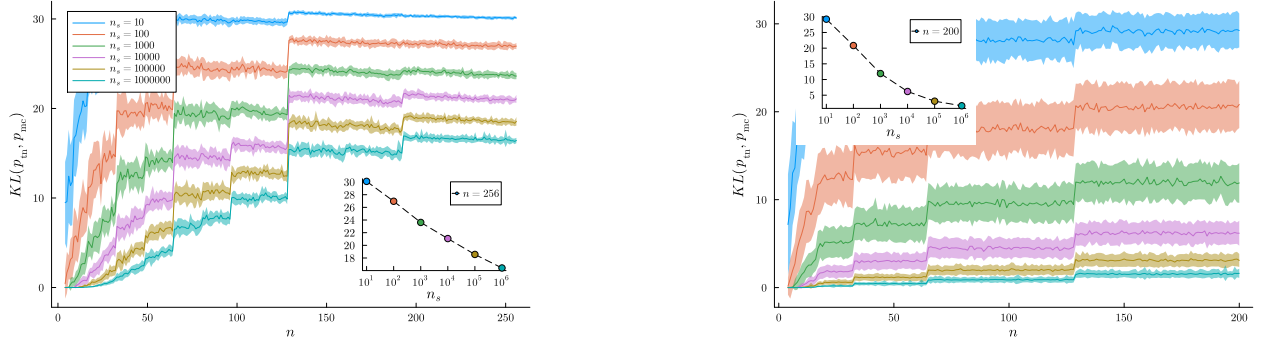 30
20
10
0
KL(p_tn, p_mc)
n_s = 10
n_s = 100
n_s = 1000
n_s = 10000
n_s = 100000
n_s = 1000000
30
28
26
24
22
20
18
n = 256
10^1 10^2 10^3 10^4 10^5 10^6
n_s
0 50 100 150 200 250
n
30
20
10
0
KL(p_tn, p_mc)
30
25
20
15
10
5
n = 200
10^1 10^2 10^3 10^4 10^5 10^6
n_s
0 50 100 150 200
n